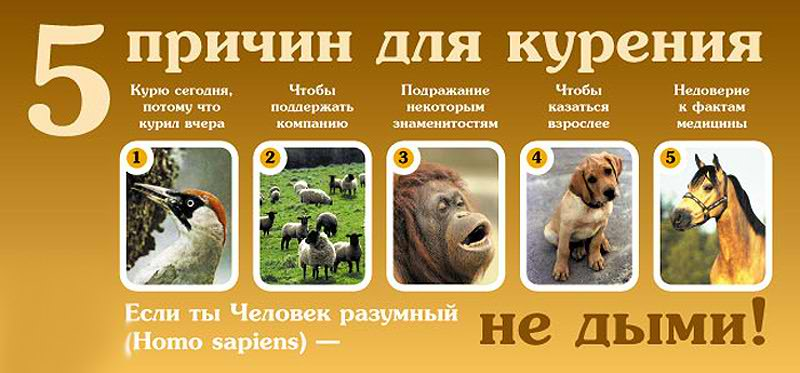 5 причин для курения
Курю сегодня,
потому что
курил вчера
Чтобы
поддержать
компанию
Подражание
некоторым
знаменитостям
Чтобы
казаться
взрослее
Недоверие
к фактам
медицины
1
2
3
4
5
Если ты Человек разумный
(Homo sapiens) —
не дыми!